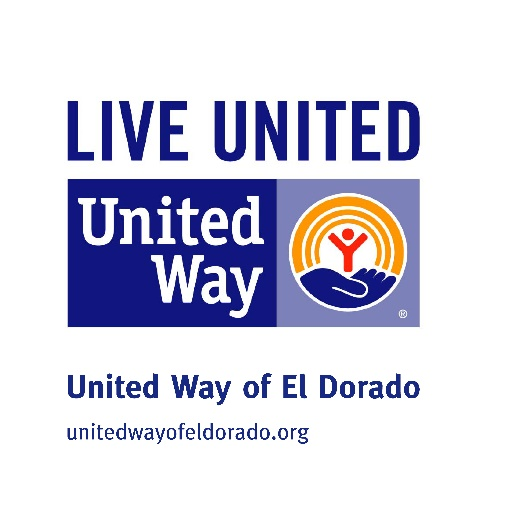 LIVE UNITED
United
Way
®
United Way of El Dorado
unitedwayofeldorado.org